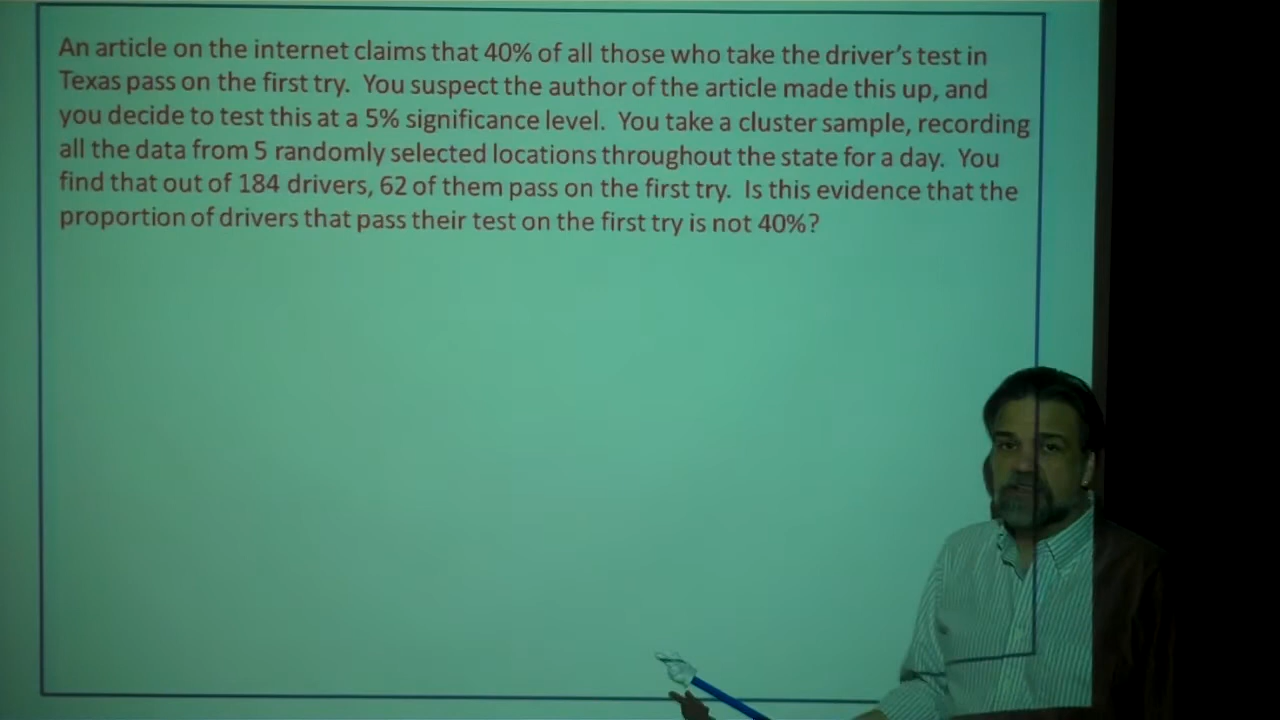 An article on the internet claims that 40% of all those who take the driver's test in
Texas pass on the first try.  You suspect the author of the article made this up, and
you decide to test this at a 5% significance level.  You take a cluster sample, recording
all the data from 5 randomly selected locations throughout the state for a day.  You
find that out of 184 drivers, 62 of them pass on the first try.  Is this evidence that the
proportion of drivers that pass their test on the first try is not 40%?